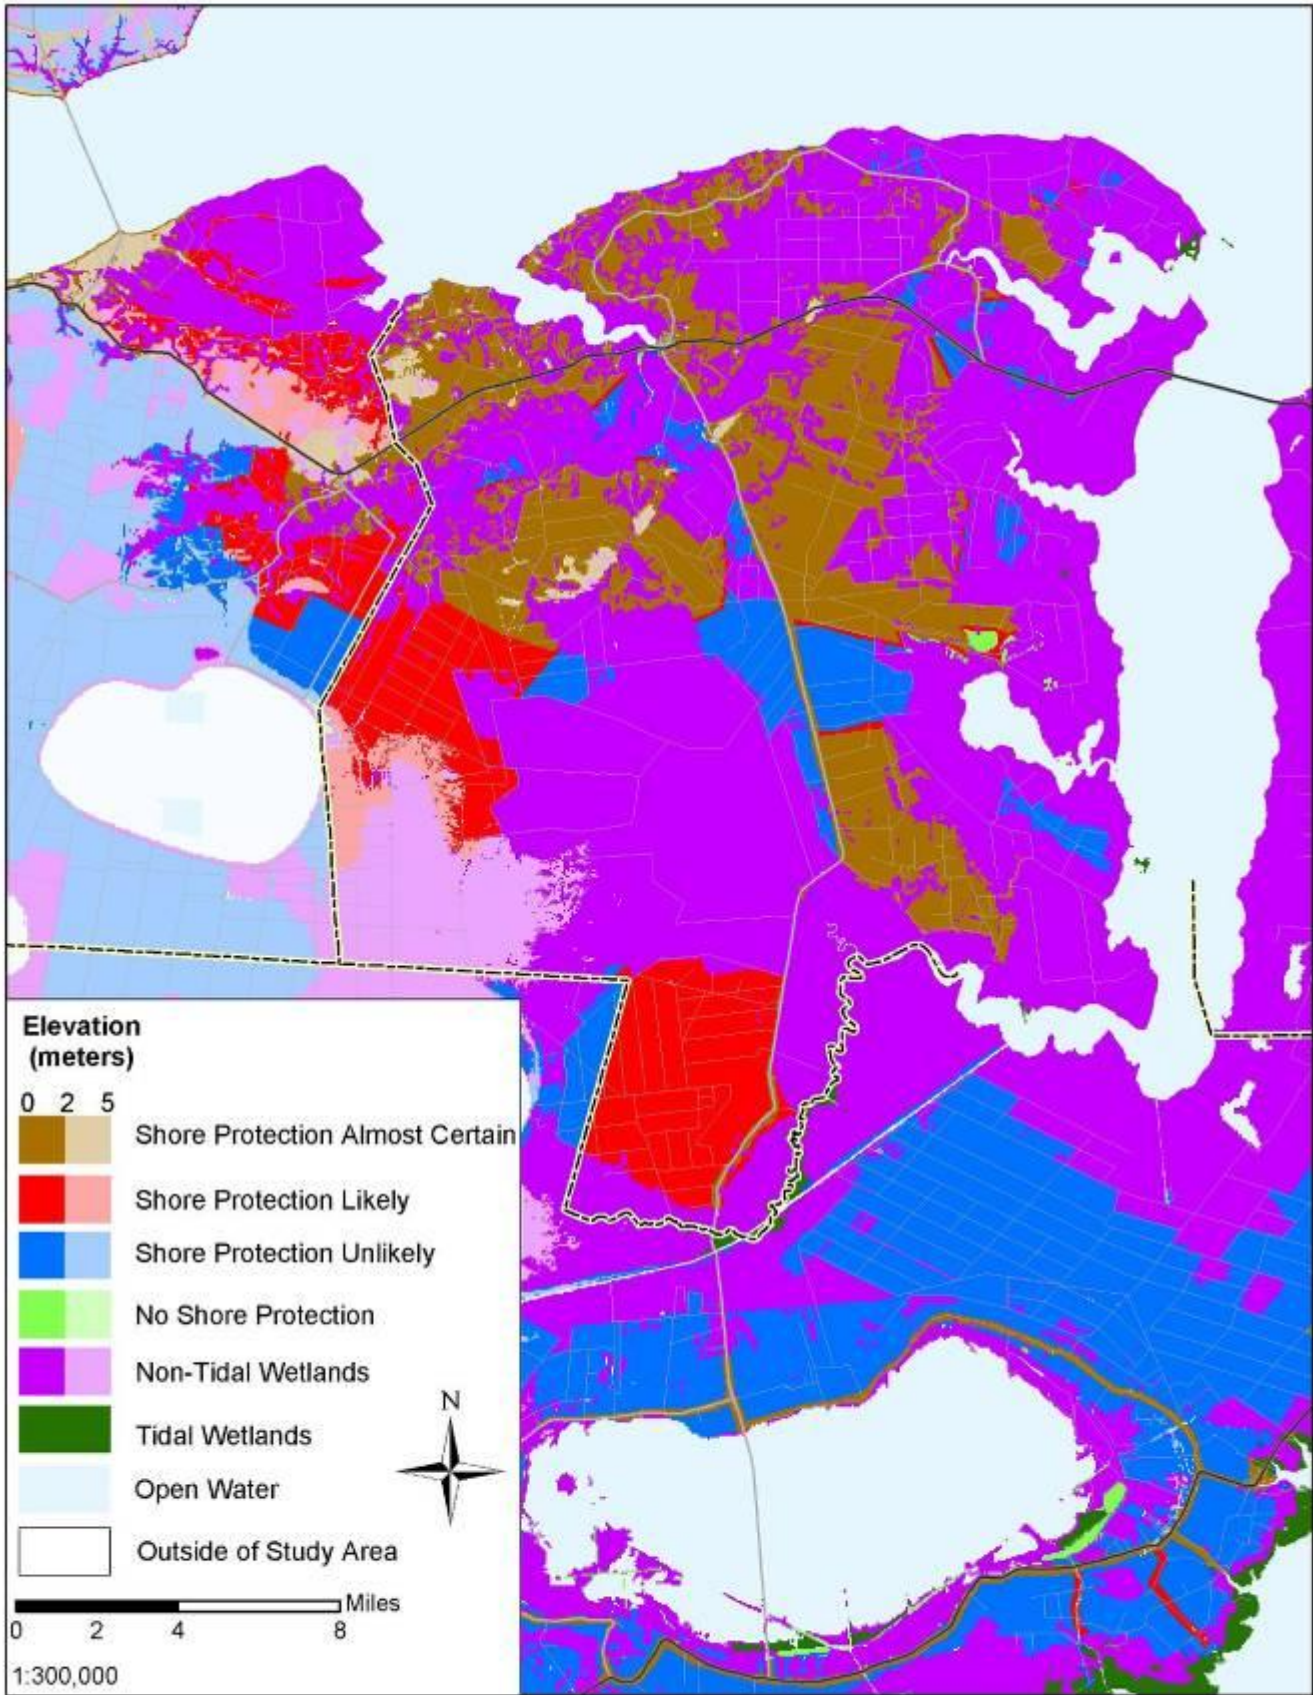 Elevation
(meters)
0 2 5
Shore Protection Almost Certain
Shore Protection Likely
Shore Protection Unlikely
No Shore Protection
Non-Tidal Wetlands
N
Tidal Wetlands
Open Water
Outside of Study Area
Miles
0 2 4 8
1:300,000